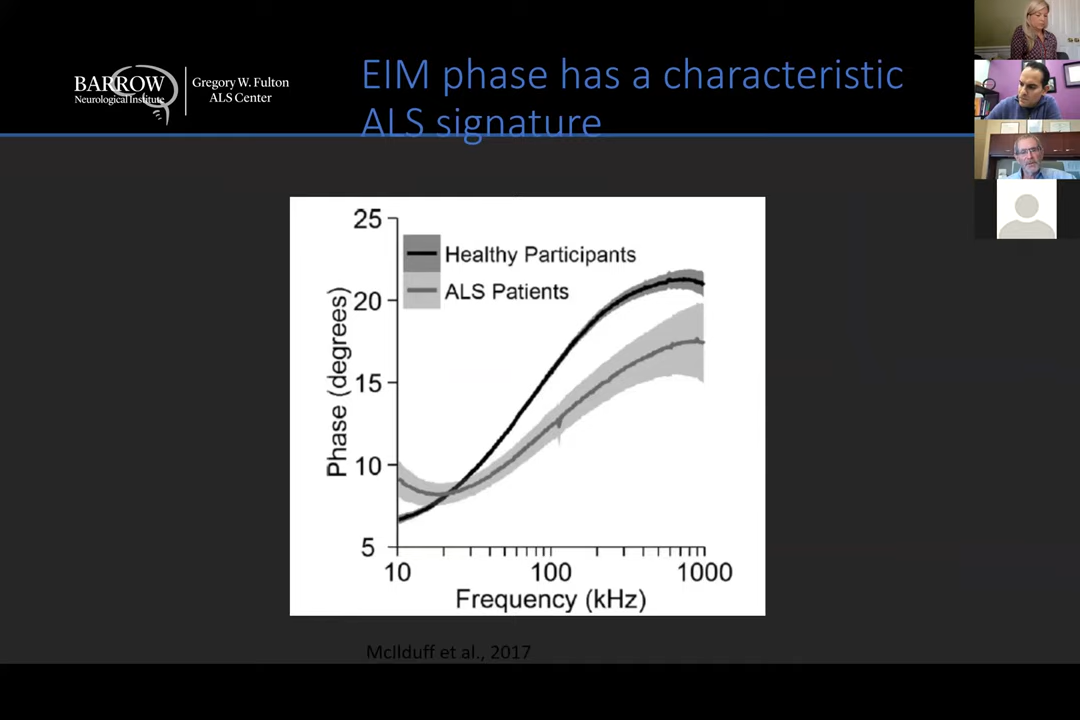 BARROW
Neurological Institute
Gregory W. Fulton
ALS Center
EIM phase has a characteristic
ALS signature
25
20
15
10
5
Phase (degrees)
Healthy Participants
ALS Patients
10
100
1000
Frequency (kHz)
McIlduff et al., 2017